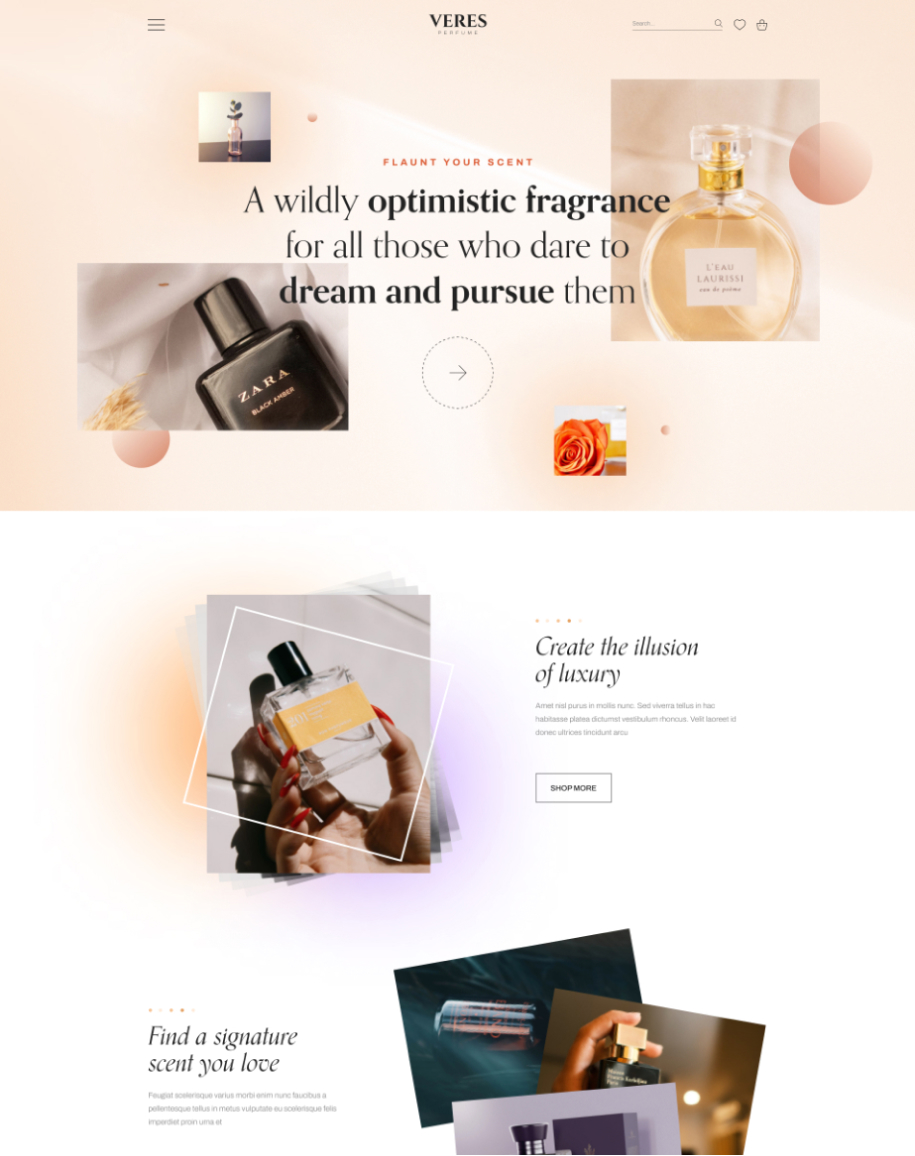 VERES
PERFUME
Search...
FLAUNT YOUR SCENT
A wildly optimistic fragrance
for all those who dare to
dream and pursue them
L'EAU
LAURISSI
eau de poème
ZARA
BLACK AMBER
Create the illusion
of luxury
Amet nisl purus in mollis nunc. Sed viverra tellus in hac
habitasse platea dictumst vestibulum rhoncus. Velit laoreet id
donec ultrices tincidunt arcu
SHOP MORE
Find a signature
scent you love
Feugiat scelerisque varius morbi enim nunc faucibus a
pellentesque tellus in metus vulputate eu scelerisque felis
imperdiet proin urna et